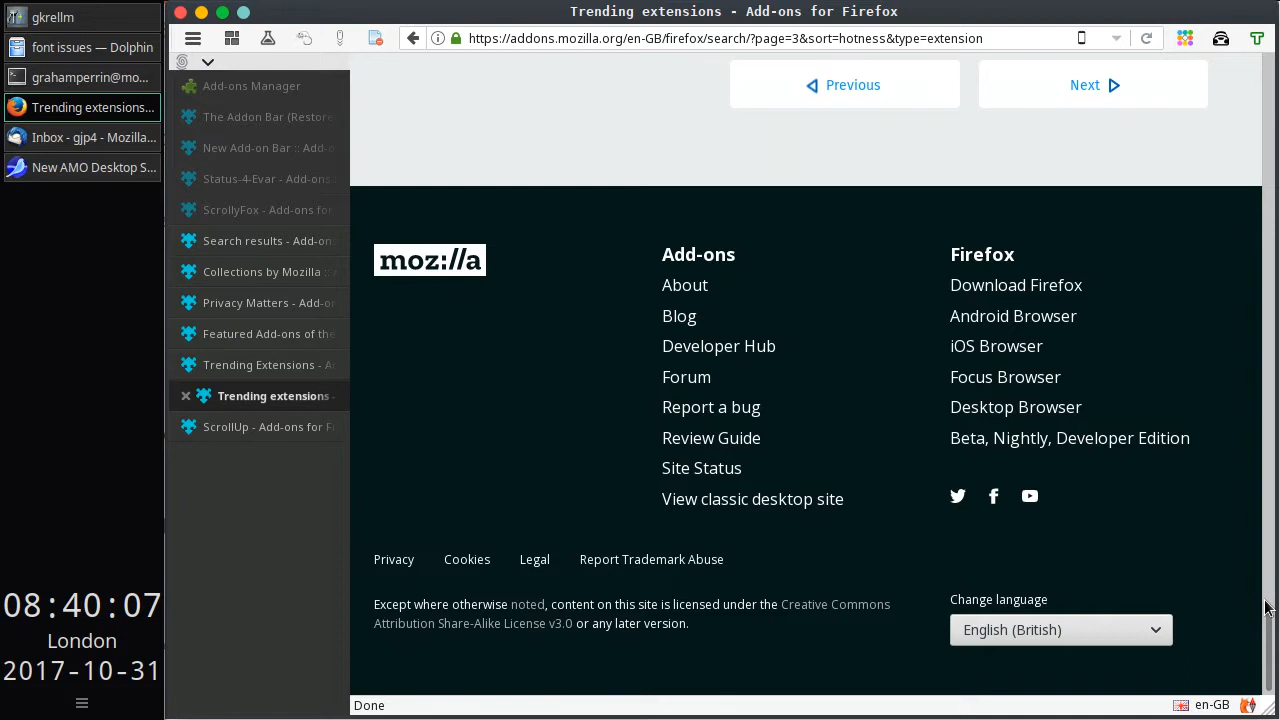 gkrellm
font issues — Dolphin
grahamperrin@mo...
Trending extensions...
Inbox - gjp4 - Mozilla...
New AMO Desktop S...
08:40:07
London
2017-10-31
Trending extensions - Add-ons for Firefox
https://addons.mozilla.org/en-GB/firefox/search/?page=3&sort=hotness&type=extension
Add-ons Manager
The Addon Bar (Restore
New Add-on Bar :: Add-o
Status-4-Evar - Add-ons
ScrollyFox - Add-ons for
Search results - Add-ons
Collections by Mozilla ::
Privacy Matters - Add-o
Featured Add-ons of the
Trending Extensions - A
Trending extensions -
ScrollUp - Add-ons for Fi
Previous
Next
moz://a
Add-ons
About
Blog
Developer Hub
Forum
Report a bug
Review Guide
Site Status
View classic desktop site
Firefox
Download Firefox
Android Browser
iOS Browser
Focus Browser
Desktop Browser
Beta, Nightly, Developer Edition
Privacy Cookies Legal Report Trademark Abuse
Except where otherwise noted, content on this site is licensed under the Creative Commons
Attribution Share-Alike License v3.0 or any later version.
Change language
English (British)
Done
en-GB